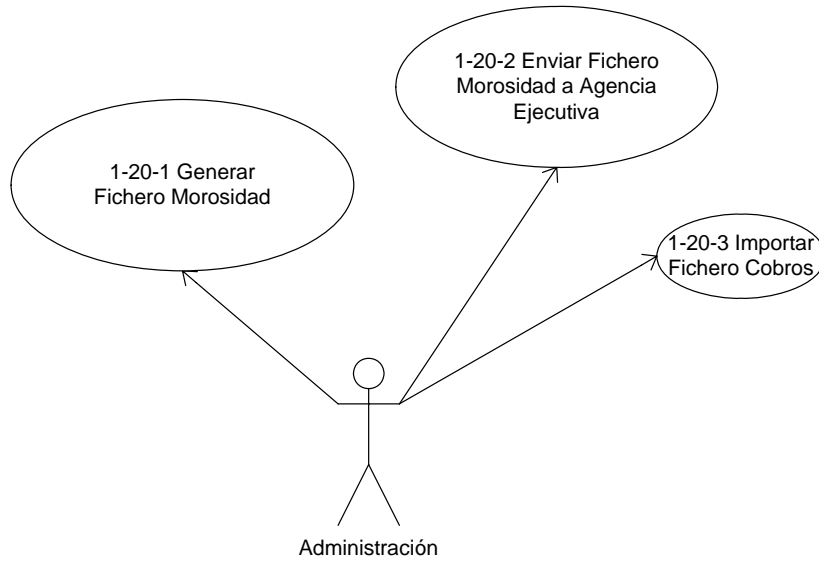 1-20-2 Enviar Fichero
Morosidad a Agencia
Ejecutiva
1-20-1 Generar
Fichero Morosidad
1-20-3 Importar
Fichero Cobros
Administración